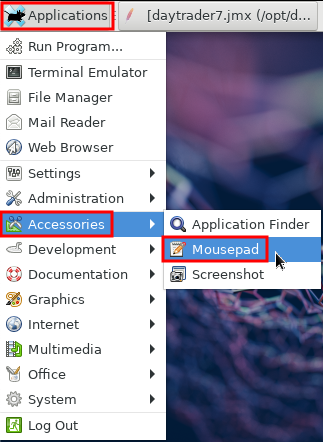 Applications
[daytrader7.jmx (/opt/d...
Run Program...
Terminal Emulator
File Manager
Mail Reader
Web Browser
Settings
Administration
Accessories
Application Finder
Development
Mousepad
Documentation
Screenshot
Graphics
Internet
Multimedia
Office
System
Log Out